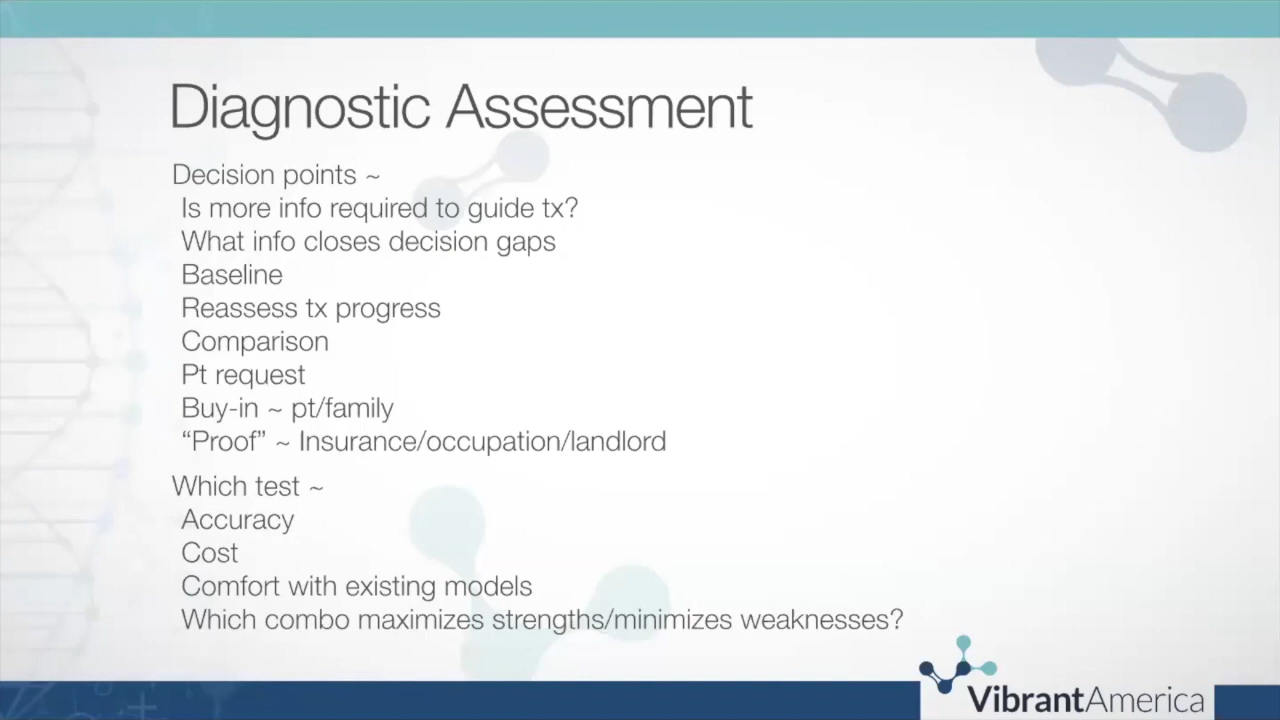 Diagnostic Assessment
Decision points ~
Is more info required to guide tx?
What info closes decision gaps
Baseline
Reassess tx progress
Comparison
Pt request
Buy-in ~ pt/family
“Proof” ~ Insurance/occupation/landlord
Which test ~
Accuracy
Cost
Comfort with existing models
Which combo maximizes strengths/minimizes weaknesses?
VibrantAmerica